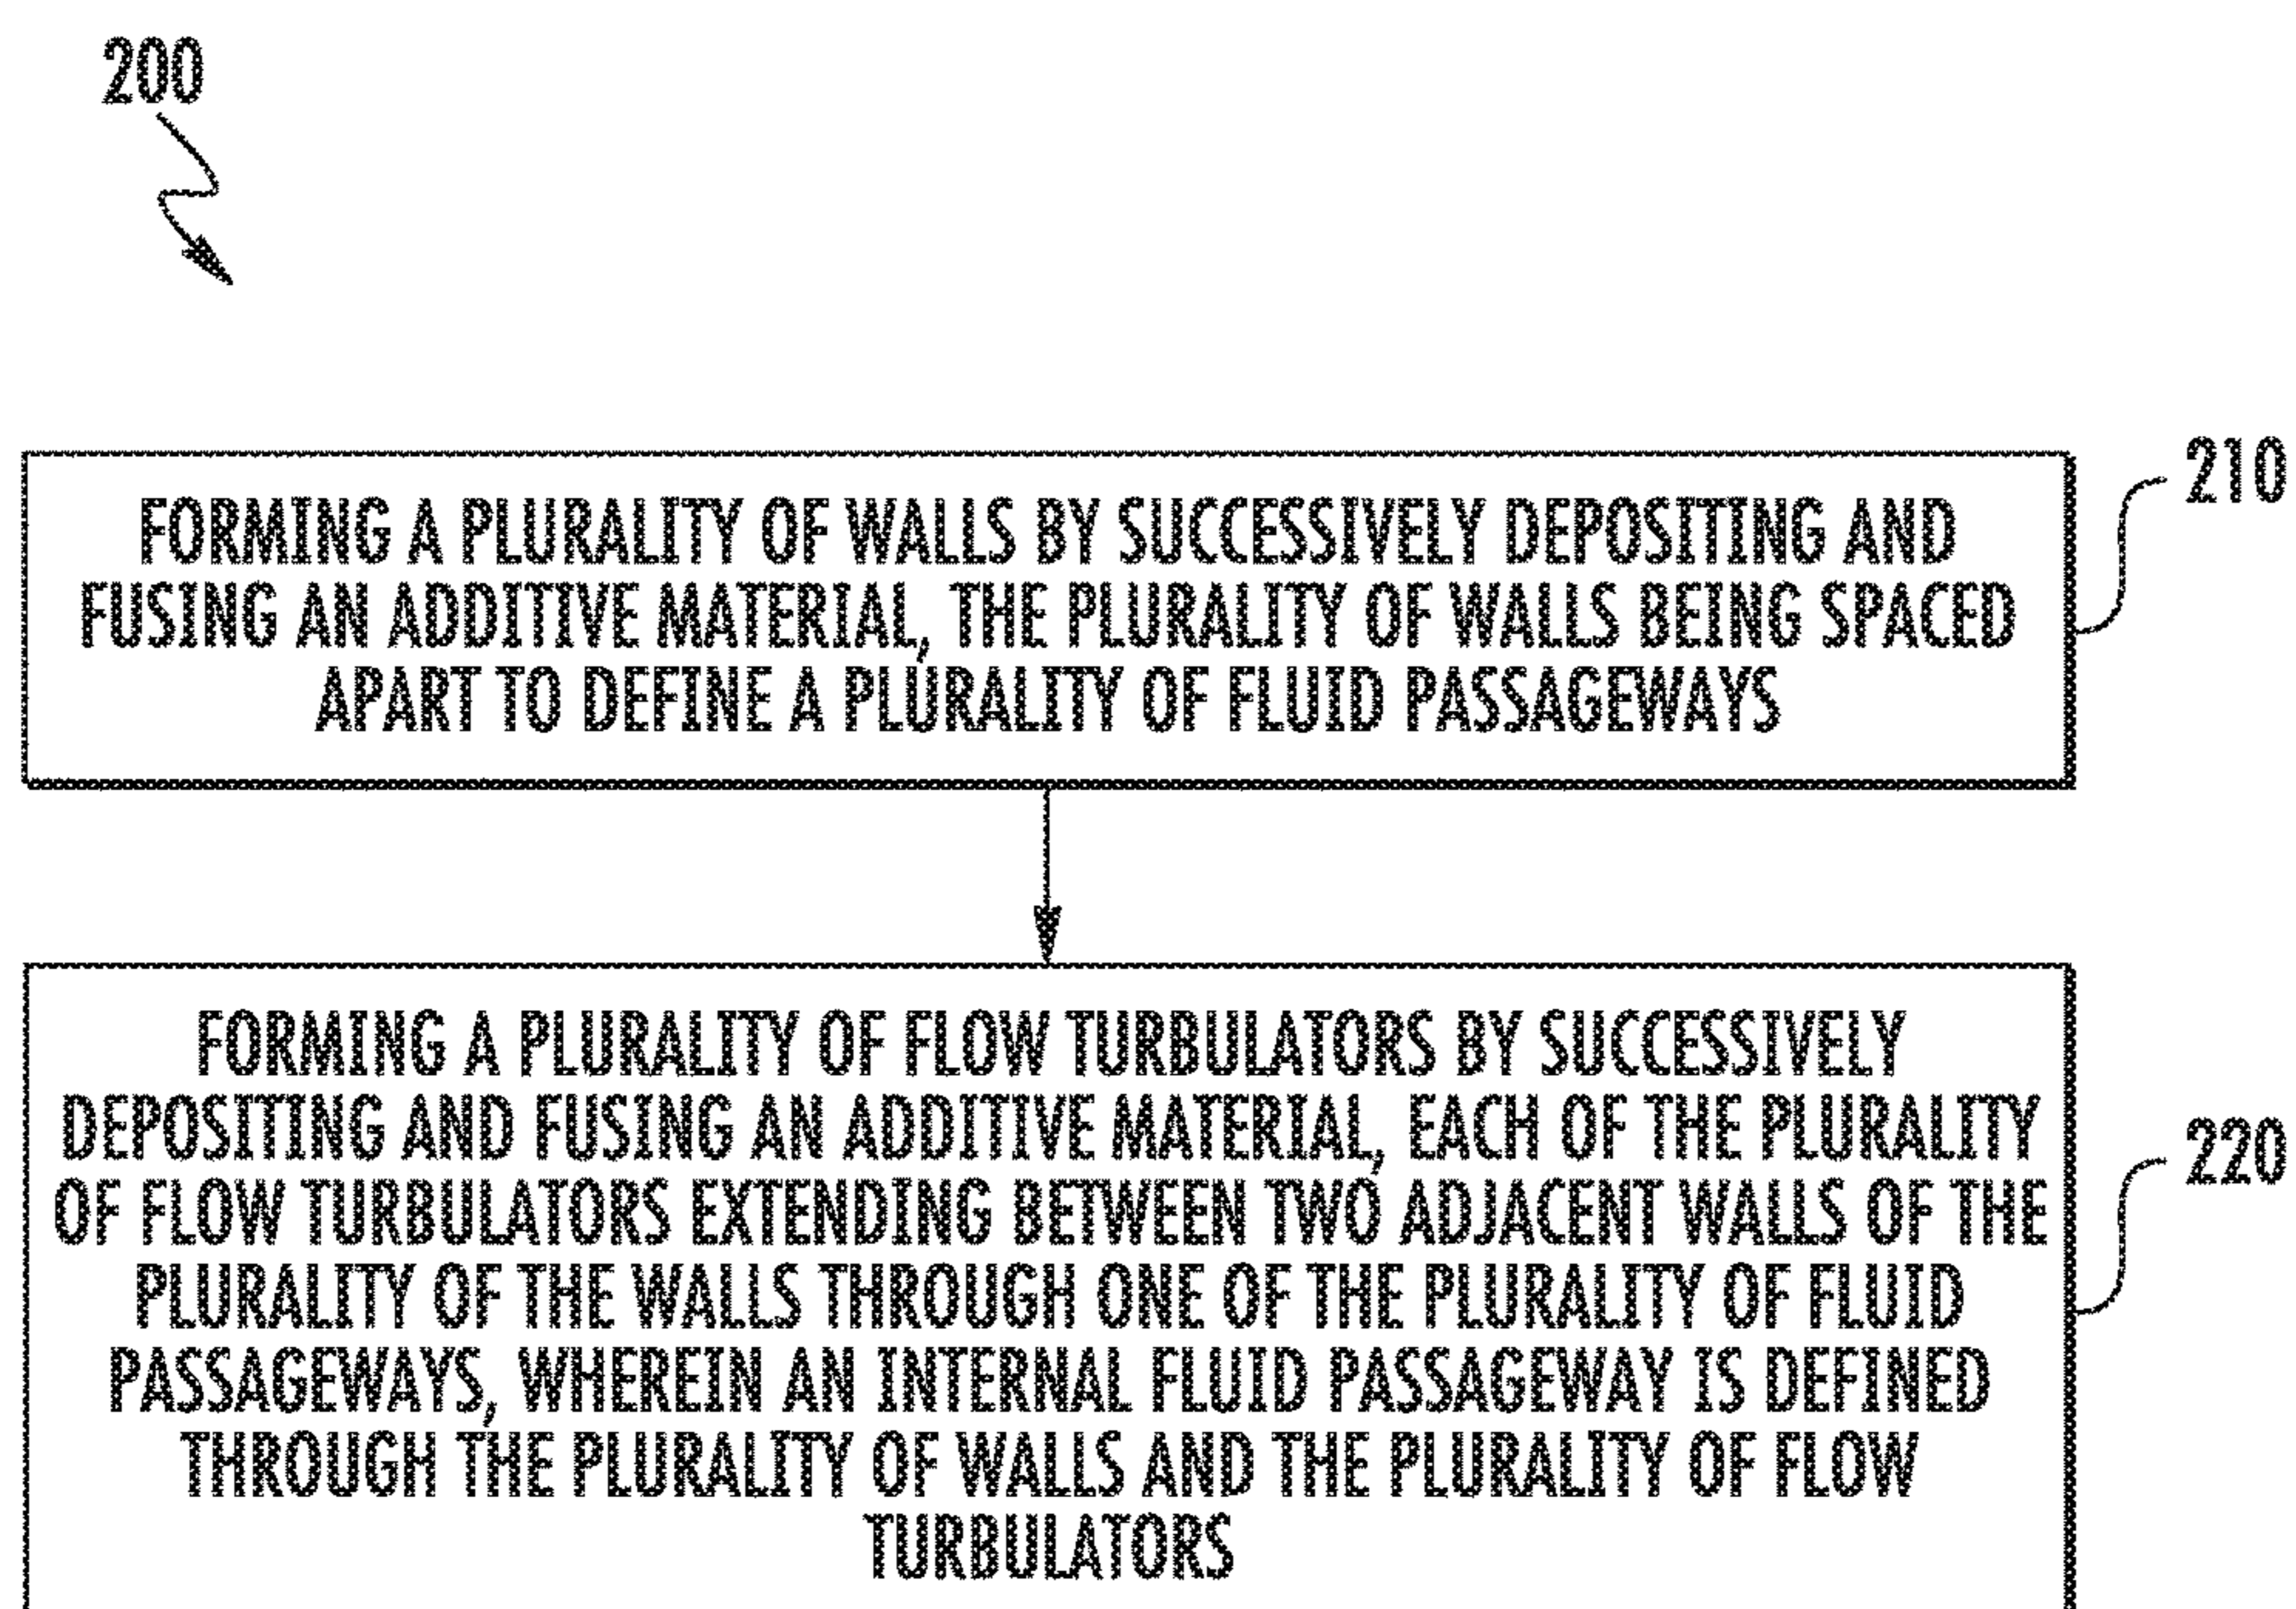 200
210
FORMING A PLURALITY OF WALLS BY SUCCESSIVELY DEPOSITING AND
FUSING AN ADDITIVE MATERIAL, THE PLURALITY OF WALLS BEING SPACED
APART TO DEFINE A PLURALITY OF FLUID PASSAGEWAYS
FORMING A PLURALITY OF FLOW TURBULATORS BY SUCCESSIVELY
DEPOSITING AND FUSING AN ADDITIVE MATERIAL, EACH OF THE PLURALITY
OF FLOW TURBULATORS EXTENDING BETWEEN TWO ADJACENT WALLS OF THE
PLURALITY OF THE WALLS THROUGH ONE OF THE PLURALITY OF FLUID
PASSAGEWAYS, WHEREIN AN INTERNAL FLUID PASSAGEWAY IS DEFINED
THROUGH THE PLURALITY OF WALLS AND THE PLURALITY OF FLOW
TURBULATORS
220